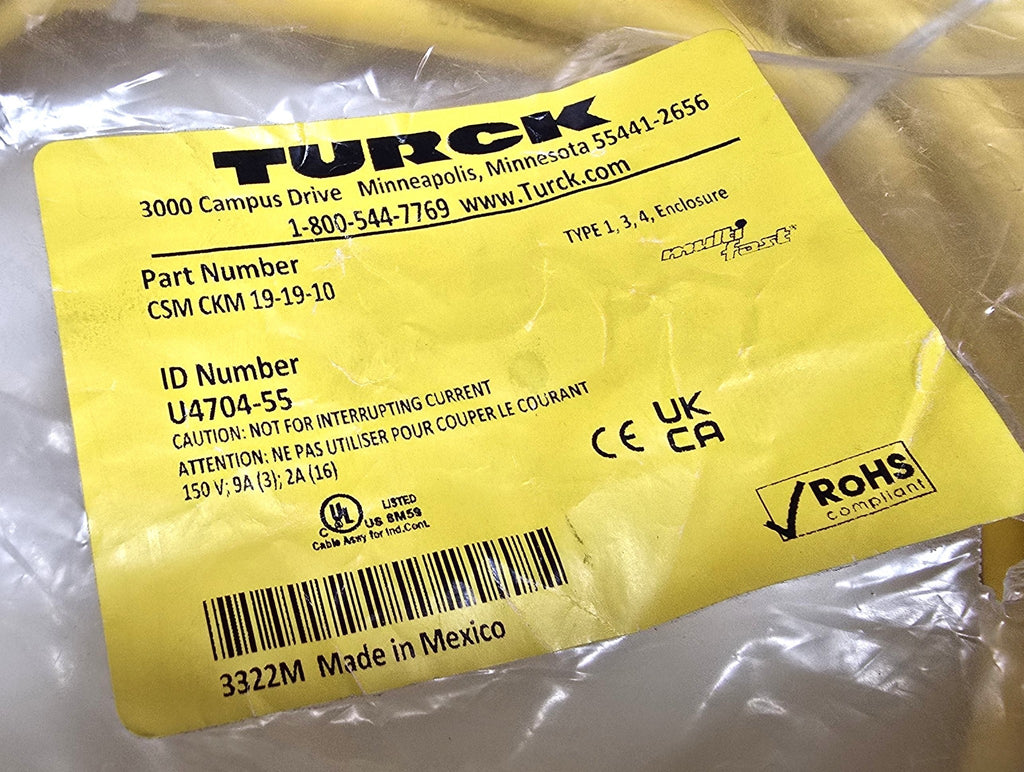 TURCK
3000 Campus Drive Minneapolis, Minnesota 55441-2656
1-800-544-7769 www.Turck.com
TYPE 1, 3, 4, Enclosure
multi
fast
Part Number
CSM CKM 19-19-10
ID Number
U4704-55
CAUTION: NOT FOR INTERRUPTING CURRENT
ATTENTION: NE PAS UTILISER POUR COUPER LE COURANT
150 V; 9A (3); 2A (16)
CE
UK
CA
RoHS
compliant
LISTED
C UL US 8M59
Cable Assy for Ind.Cont.
3322M Made in Mexico